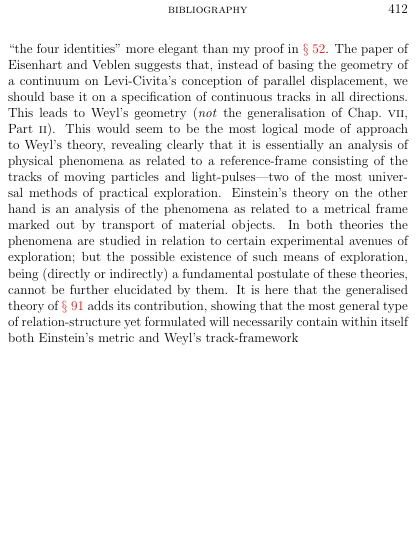 BIBLIOGRAPHY 412
“the four identities” more elegant than my proof in § 52. The paper of
Eisenhart and Veblen suggests that, instead of basing the geometry of
a continuum on Levi-Civita’s conception of parallel displacement, we
should base it on a specification of continuous tracks in all directions.
This leads to Weyl’s geometry (not the generalisation of Chap. VII,
Part II). This would seem to be the most logical mode of approach
to Weyl’s theory, revealing clearly that it is essentially an analysis of
physical phenomena as related to a reference-frame consisting of the
tracks of moving particles and light-pulses—two of the most univer-
sal methods of practical exploration. Einstein’s theory on the other
hand is an analysis of the phenomena as related to a metrical frame
marked out by transport of material objects. In both theories the
phenomena are studied in relation to certain experimental avenues of
exploration; but the possible existence of such means of exploration,
being (directly or indirectly) a fundamental postulate of these theories,
cannot be further elucidated by them. It is here that the generalised
theory of § 91 adds its contribution, showing that the most general type
of relation-structure yet formulated will necessarily contain within itself
both Einstein’s metric and Weyl’s track-framework